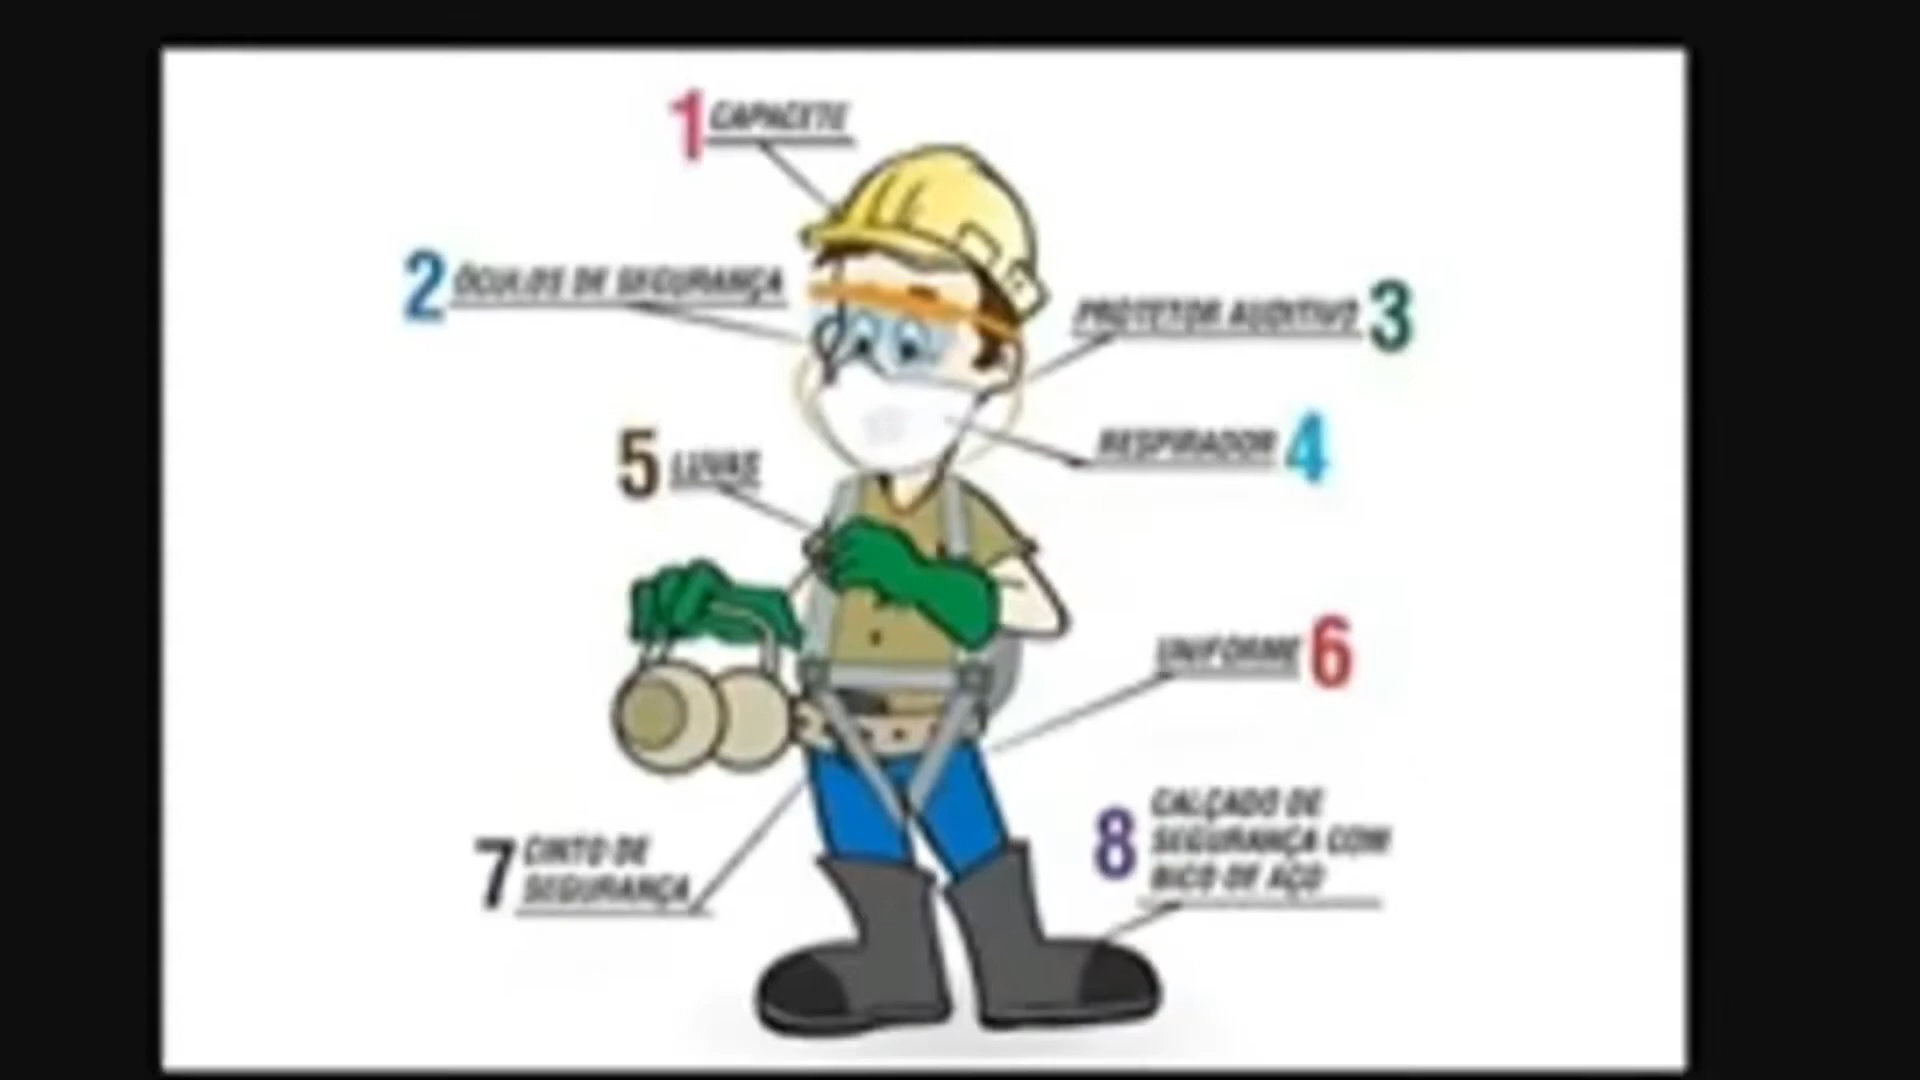 1 CAPACETE
2 ÓCULOS DE SEGURANÇA
PROTETOR AUDITIVO 3
RESPIRADOR 4
5 LUVAS
UNIFORME 6
7 CINTO DE
SEGURANÇA
8 CALÇADO DE
SEGURANÇA COM
BICO DE AÇO